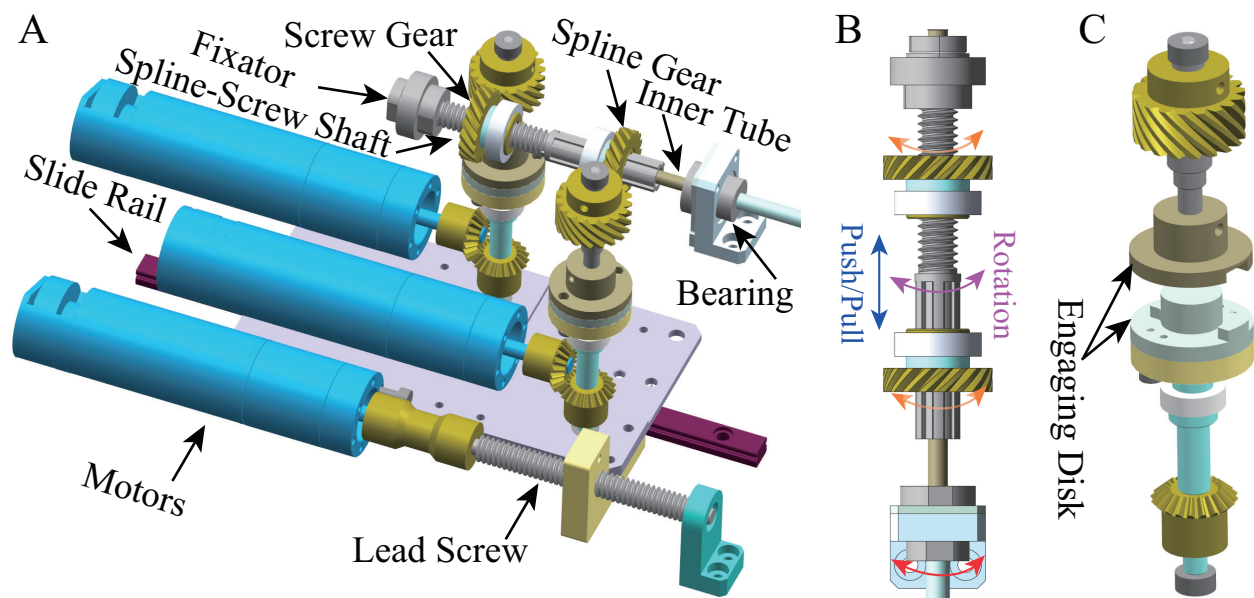 A
Screw Gear
Fixator
Spline-Screw Shaft
Slide Rail
Spline Gear
Inner Tube
Bearing
Motors
Lead Screw
B
Push/Pull
Rotation
C
Engaging Disk